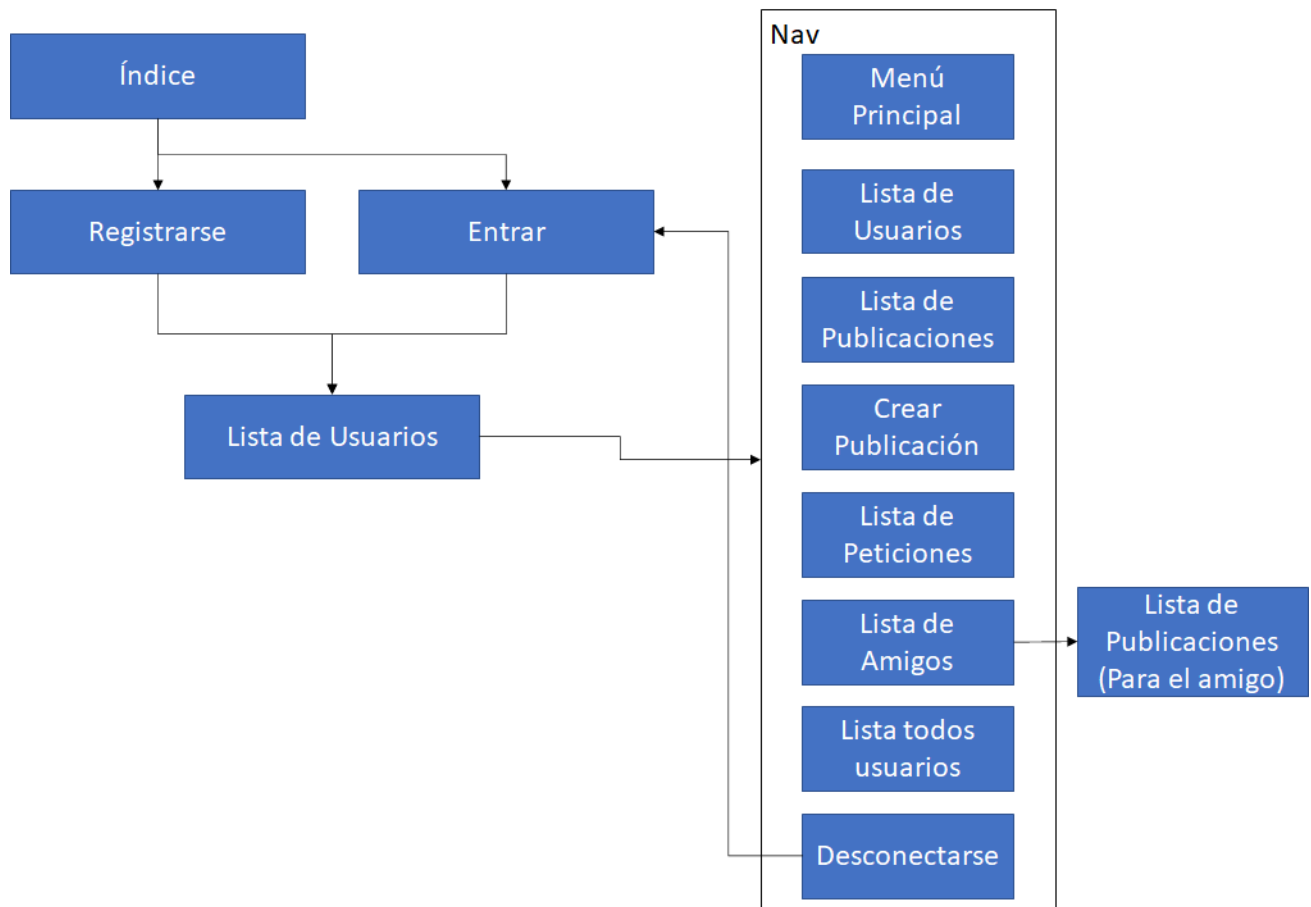 Índice
Registrarse
Entrar
Lista de Usuarios
Nav
Menú
Principal
Lista de
Usuarios
Lista de
Publicaciones
Crear
Publicación
Lista de
Peticiones
Lista de
Amigos
Lista todos
usuarios
Desconectarse
Lista de
Publicaciones
(Para el amigo)